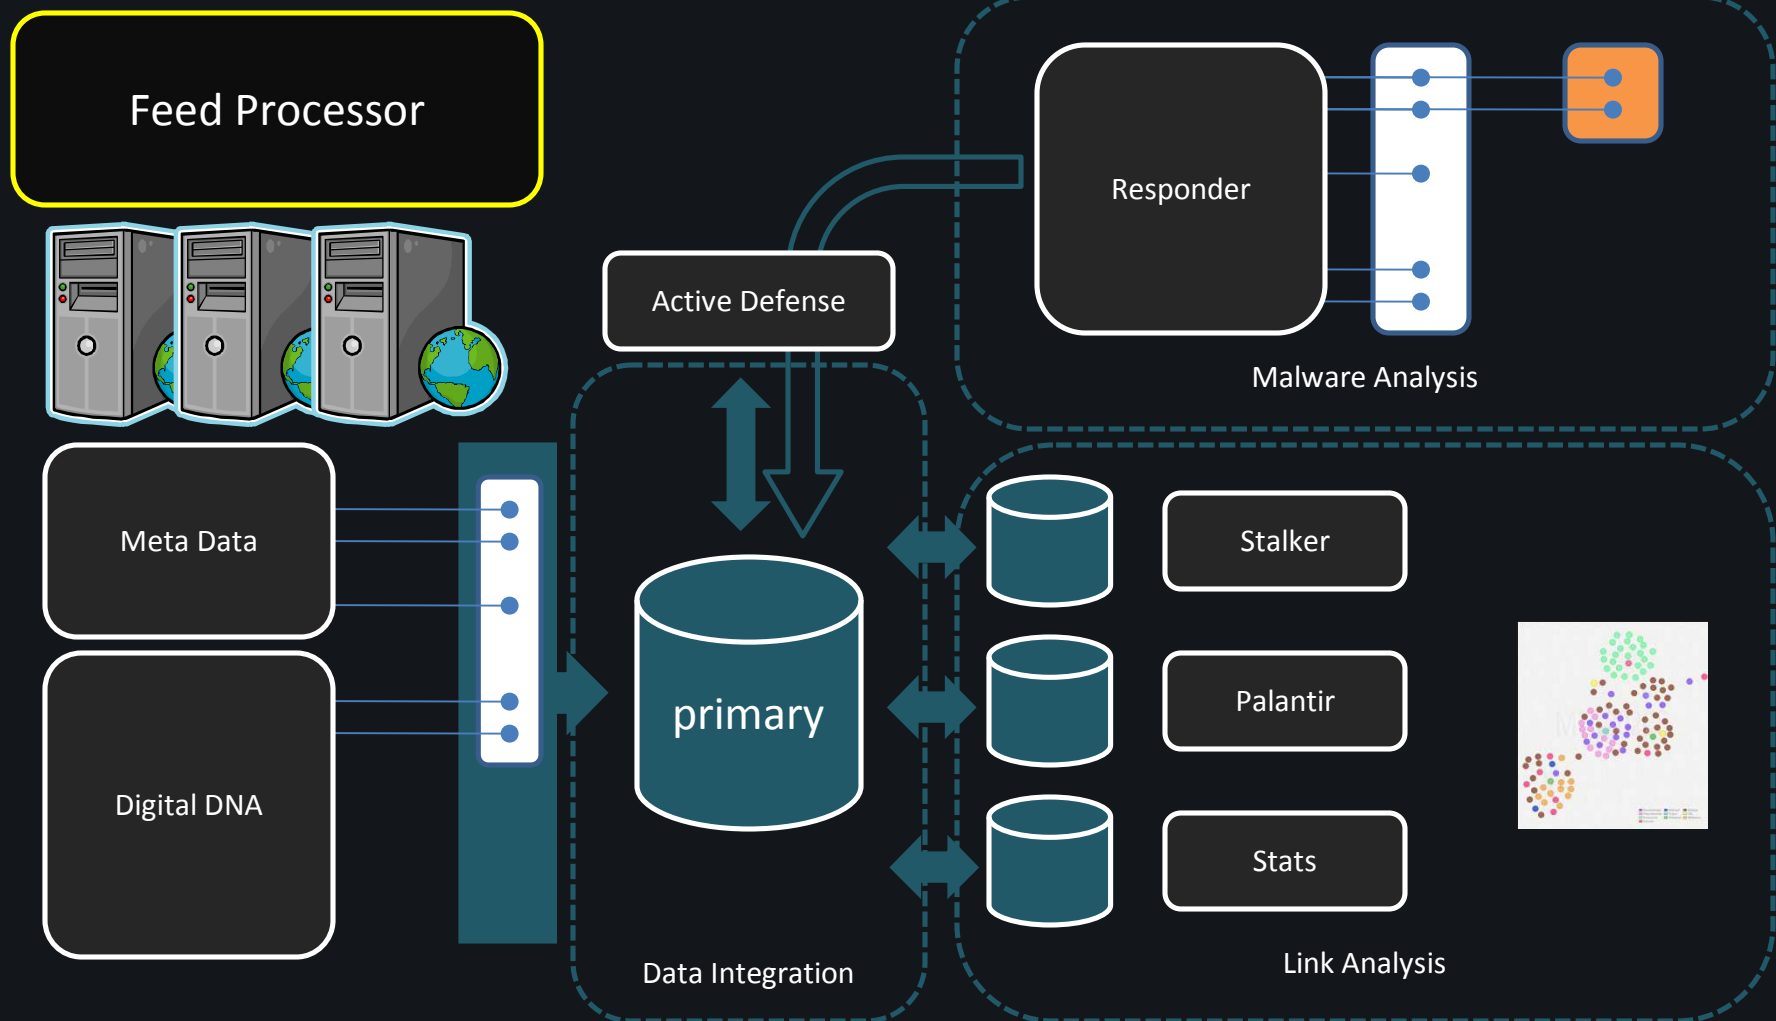 Feed Processor
Responder
Active Defense
Malware Analysis
Meta Data
Stalker
Palantir
primary
Digital DNA
Stats
Link Analysis
Data Integration